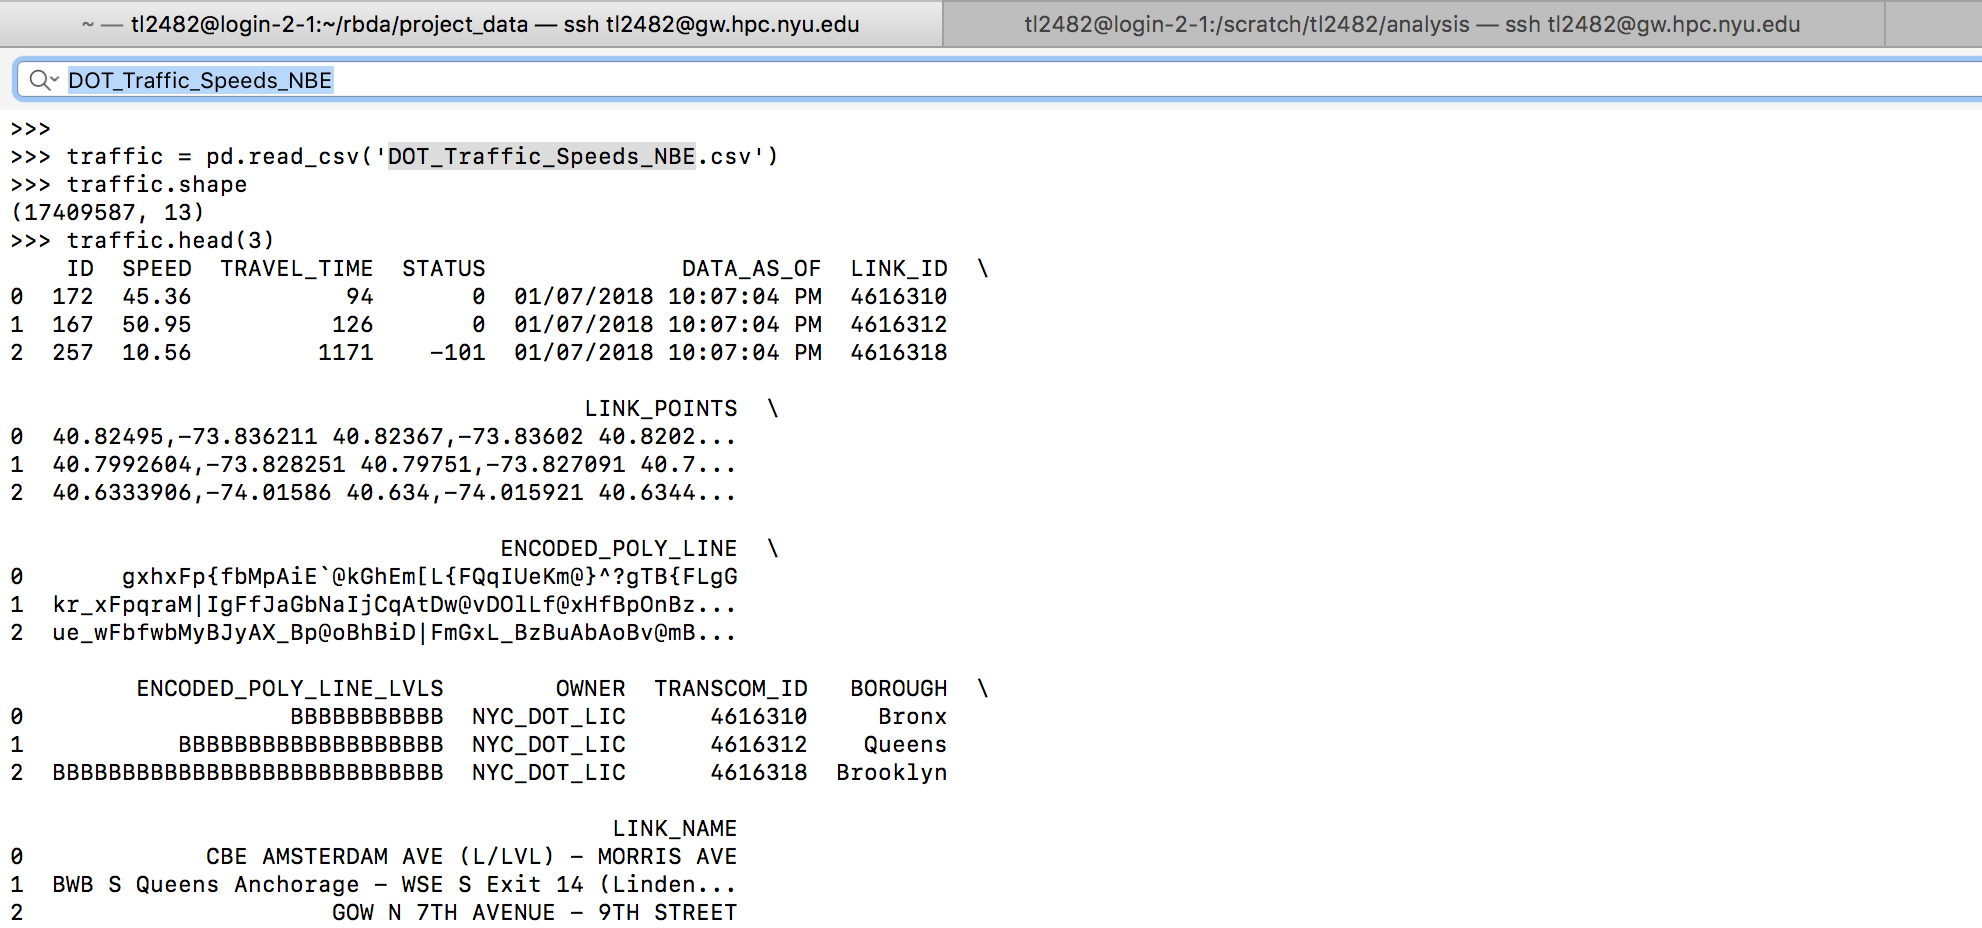 ~ — tl2482@login-2-1:~/rbda/project_data — ssh tl2482@gw.hpc.nyu.edu
tl2482@login-2-1:/scratch/tl2482/analysis — ssh tl2482@gw.hpc.nyu.edu
DOT_Traffic_Speeds_NBE
>>>
>>> traffic = pd.read_csv('DOT_Traffic_Speeds_NBE.csv')
>>> traffic.shape
(17409587, 13)
>>> traffic.head(3)
    ID  SPEED  TRAVEL_TIME  STATUS              DATA_AS_OF  LINK_ID  \
0  172  45.36           94       0  01/07/2018 10:07:04 PM  4616310
1  167  50.95          126       0  01/07/2018 10:07:04 PM  4616312
2  257  10.56         1171    -101  01/07/2018 10:07:04 PM  4616318
                                         LINK_POINTS  \
0  40.82495,-73.836211 40.82367,-73.83602 40.8202...
1  40.7992604,-73.828251 40.79751,-73.827091 40.7...
2  40.6333906,-74.01586 40.634,-74.015921 40.6344...
                                   ENCODED_POLY_LINE  \
0       gxhxFp{fbMpAiE`@kGhEm[L{FQqIUeKm@}^?gTB{FLgG
1  kr_xFpqraM|IgFfJaGbNaIjCqAtDw@vDOlLf@xHfBpOnBz...
2  ue_wFbfwbMyBJyAX_Bp@oBhBiD|FmGxL_BzBuAbAoBv@mB...
         ENCODED_POLY_LINE_LVLS        OWNER  TRANSCOM_ID   BOROUGH  \
0                   BBBBBBBBBBB  NYC_DOT_LIC      4616310     Bronx
1           BBBBBBBBBBBBBBBBBBB  NYC_DOT_LIC      4616312    Queens
2  BBBBBBBBBBBBBBBBBBBBBBBBBBBB  NYC_DOT_LIC      4616318  Brooklyn
                                           LINK_NAME
0             CBE AMSTERDAM AVE (L/LVL) - MORRIS AVE
1  BWB S Queens Anchorage - WSE S Exit 14 (Linden...
2                      GOW N 7TH AVENUE - 9TH STREET